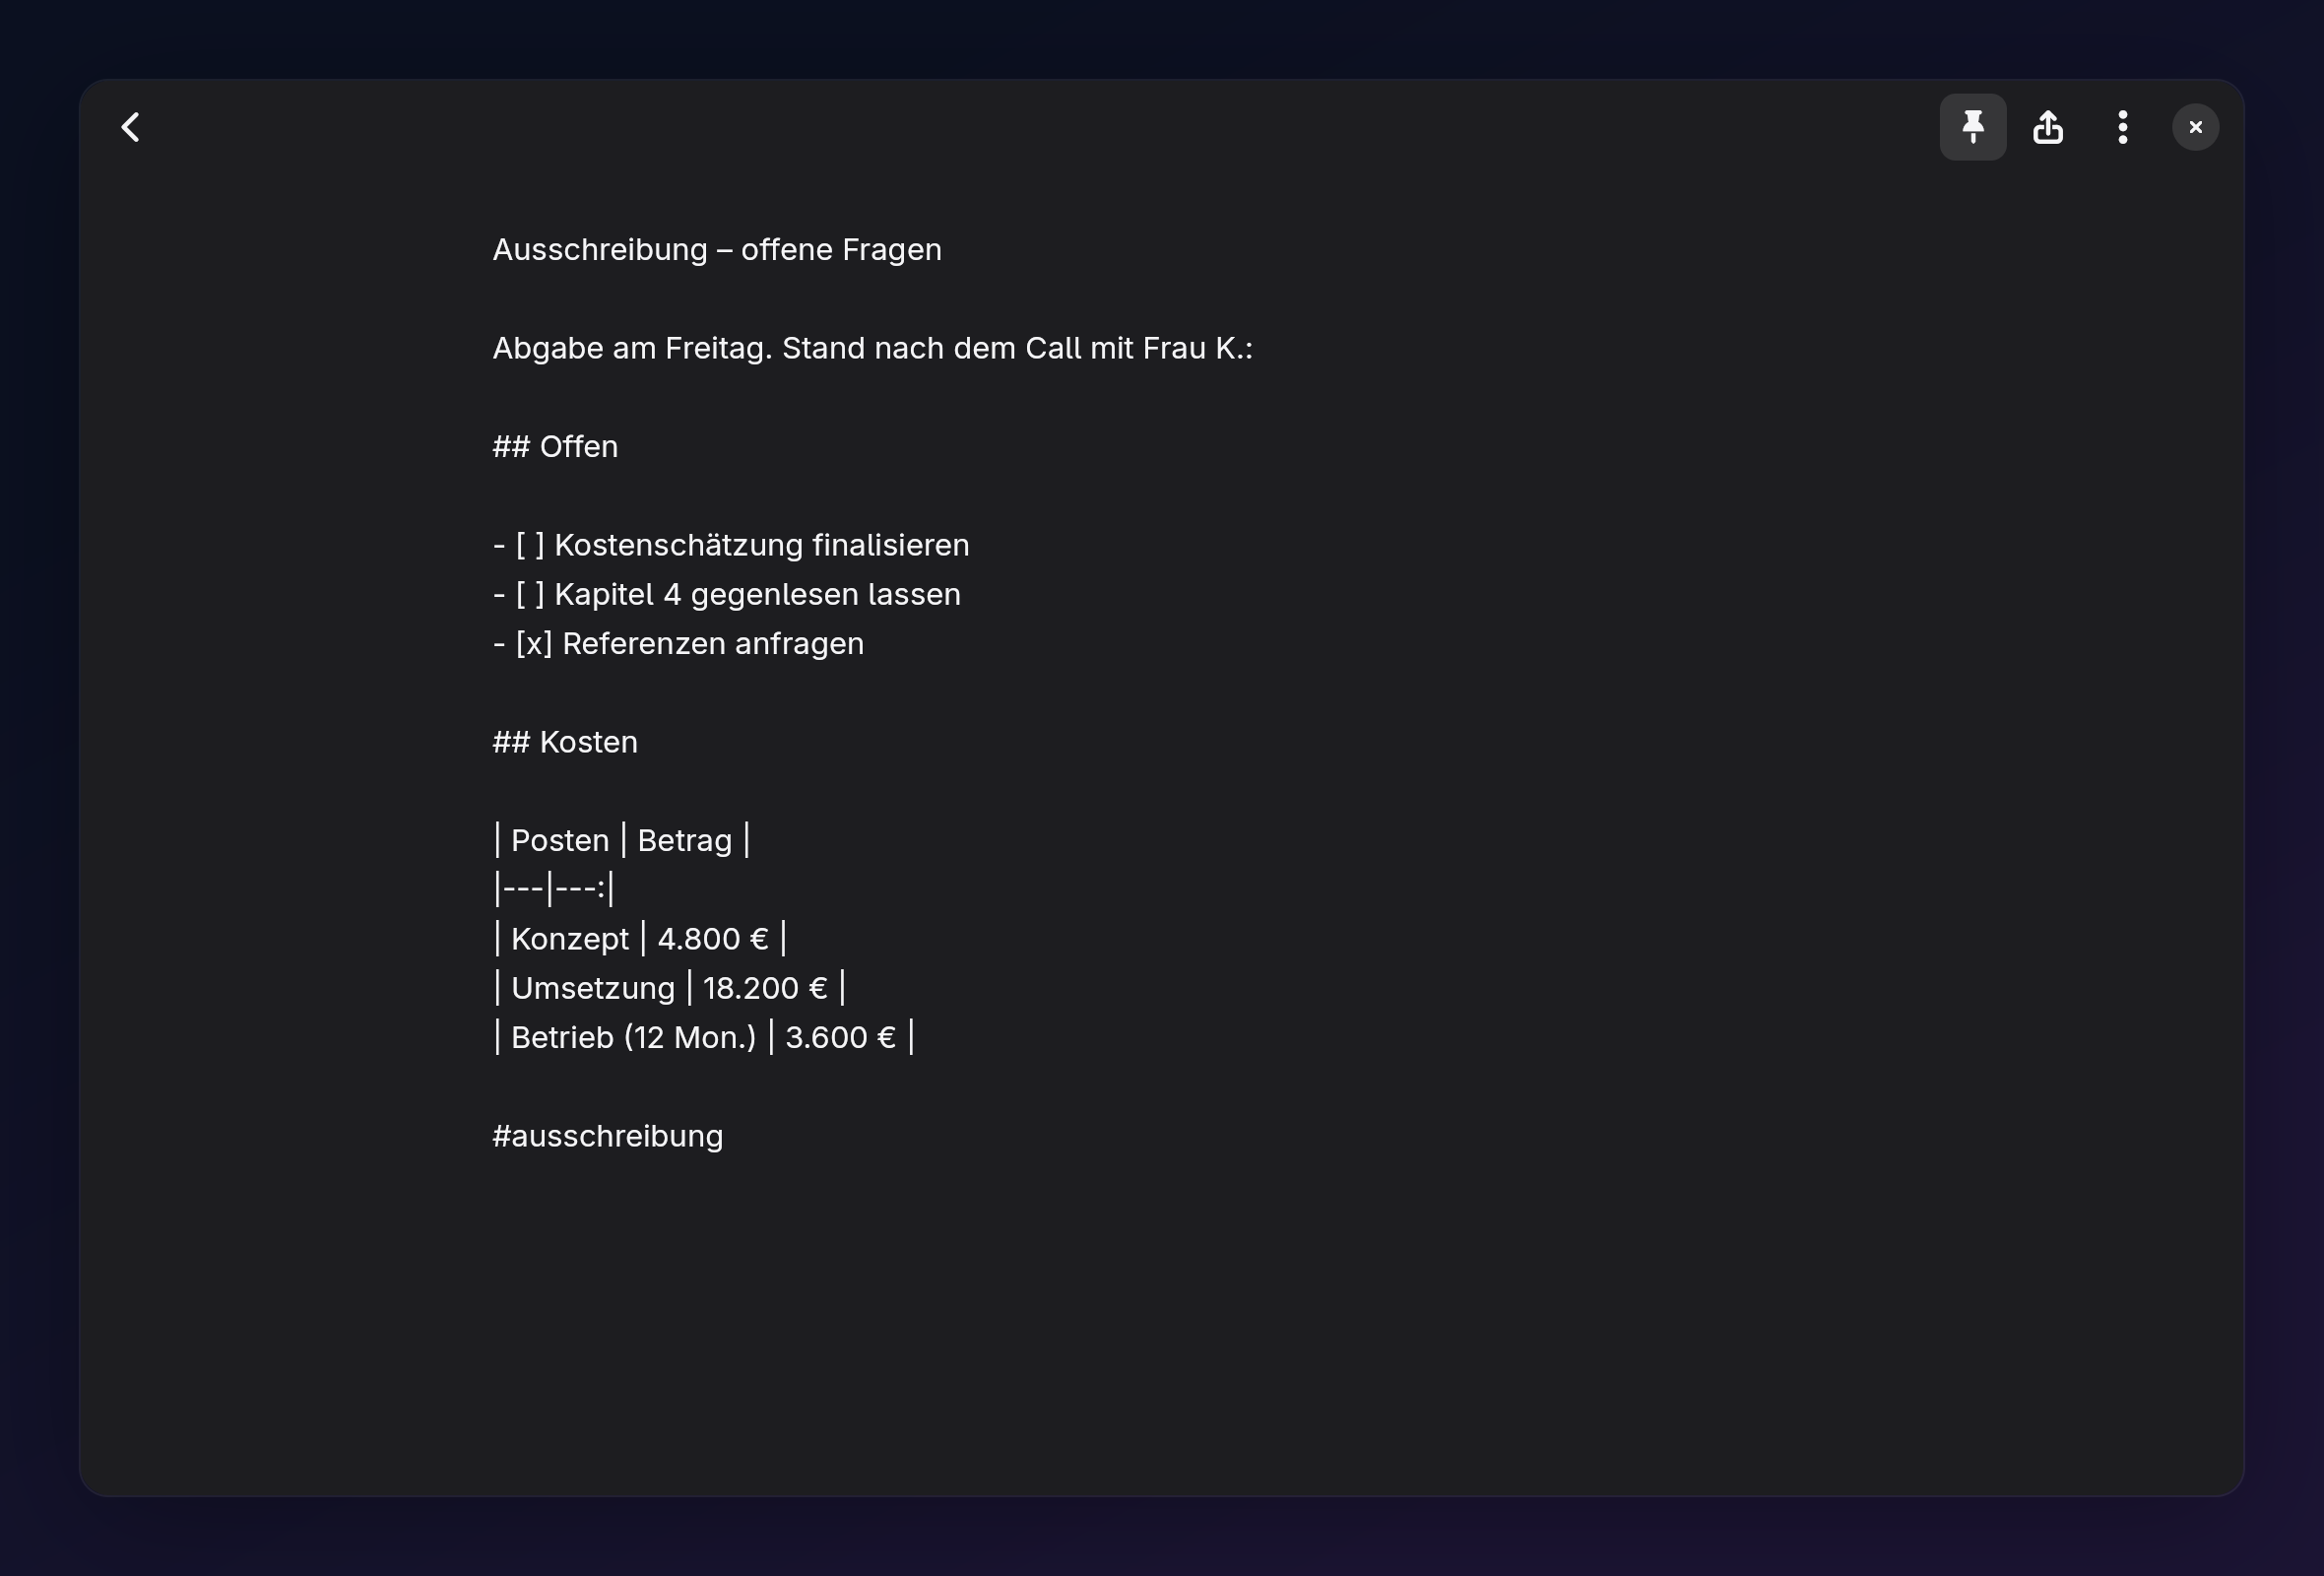 Ausschreibung – offene Fragen
Abgabe am Freitag. Stand nach dem Call mit Frau K.:
## Offen
- [ ] Kostenschätzung finalisieren
- [ ] Kapitel 4 gegenlesen lassen
- [x] Referenzen anfragen
## Kosten
| Posten | Betrag |
|---|---:|
| Konzept | 4.800 € |
| Umsetzung | 18.200 € |
| Betrieb (12 Mon.) | 3.600 € |
#ausschreibung